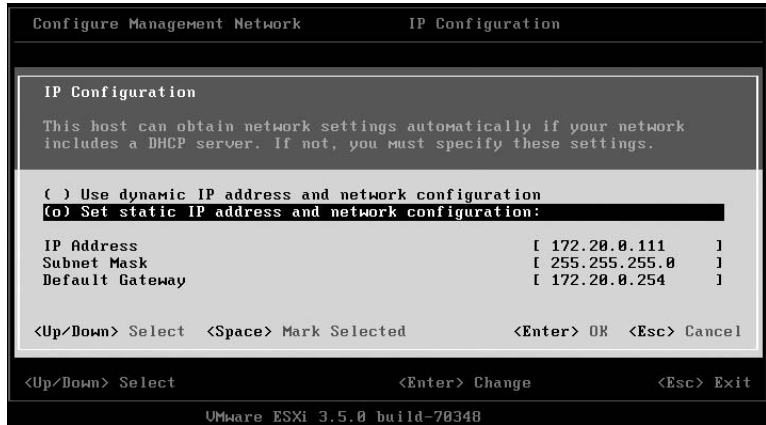 Configure Management Network IP Configuration
IP Configuration
This host can obtain network settings automatically if your network
includes a DHCP server. If not, you must specify these settings.
( ) Use dynamic IP address and network configuration
(o) Set static IP address and network configuration:
IP Address [ 172.20.0.111 ]
Subnet Mask [ 255.255.255.0 ]
Default Gateway [ 172.20.0.254 ]
<Up/Down> Select <Space> Mark Selected <Enter> OK <Esc> Cancel
<Up/Down> Select <Enter> Change <Esc> Exit
VMware ESXi 3.5.0 build-70348